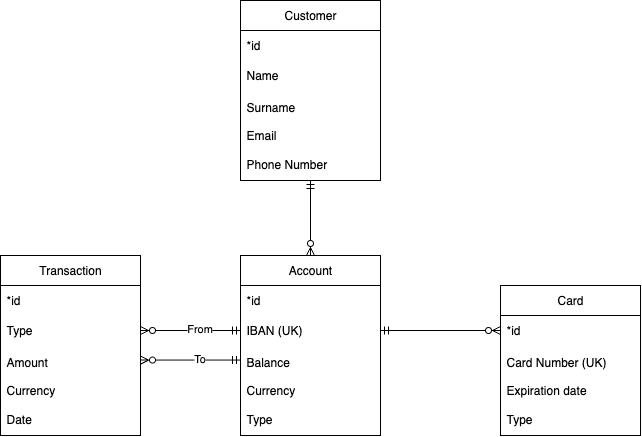 Customer
*id
Name
Surname
Email
Phone Number
Transaction
*id
Type
Amount
Currency
Date
From
To
Account
*id
IBAN (UK)
Balance
Currency
Type
Card
*id
Card Number (UK)
Expiration date
Type